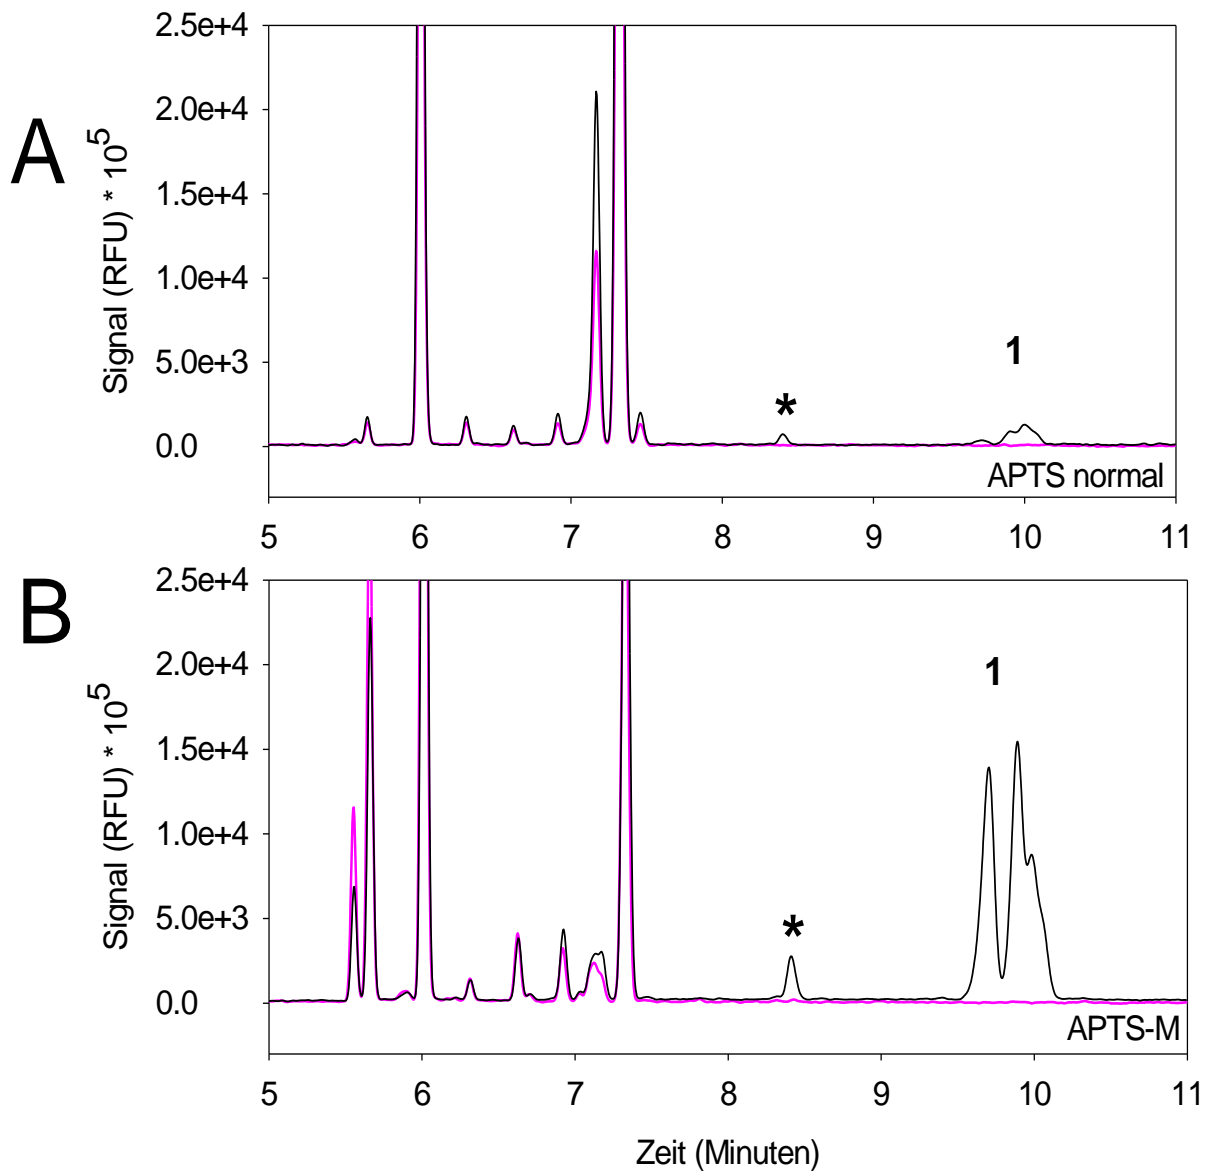 A
Signal (RFU) * 10^5
2.5e+4
2.0e+4
1.5e+4
1.0e+4
5.0e+3
0.0
1
*
APTS normal
5 6 7 8 9 10 11
B
Signal (RFU) * 10^5
2.5e+4
2.0e+4
1.5e+4
1.0e+4
5.0e+3
0.0
1
*
APTS-M
5 6 7 8 9 10 11
Zeit (Minuten)